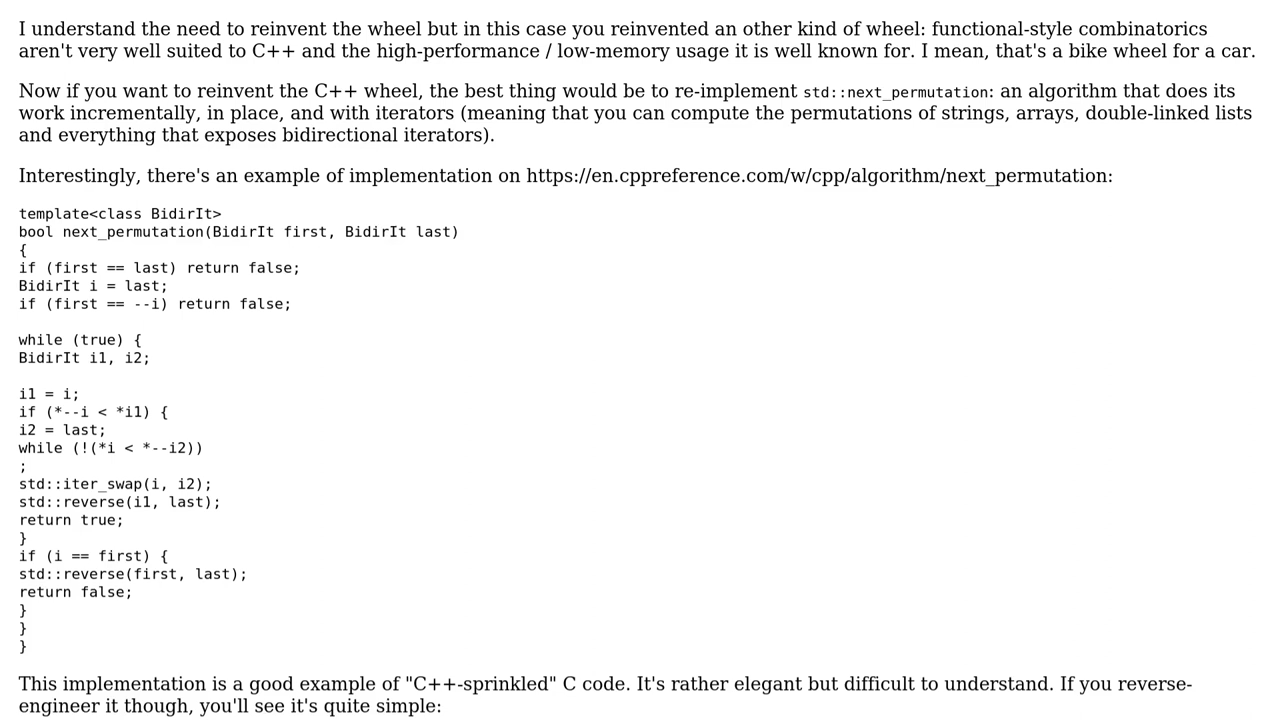 I understand the need to reinvent the wheel but in this case you reinvented an other kind of wheel: functional-style combinatorics
aren't very well suited to C++ and the high-performance / low-memory usage it is well known for. I mean, that's a bike wheel for a car.
Now if you want to reinvent the C++ wheel, the best thing would be to re-implement std::next_permutation: an algorithm that does its
work incrementally, in place, and with iterators (meaning that you can compute the permutations of strings, arrays, double-linked lists
and everything that exposes bidirectional iterators).
Interestingly, there's an example of implementation on https://en.cppreference.com/w/cpp/algorithm/next_permutation:
template<class BidirIt>
bool next_permutation(BidirIt first, BidirIt last)
{
if (first == last) return false;
BidirIt i = last;
if (first == --i) return false;
while (true) {
BidirIt i1, i2;
i1 = i;
if (*--i < *i1) {
i2 = last;
while (!(*i < *--i2))
;
std::iter_swap(i, i2);
std::reverse(i1, last);
return true;
}
if (i == first) {
std::reverse(first, last);
return false;
}
}
}
This implementation is a good example of "C++-sprinkled" C code. It's rather elegant but difficult to understand. If you reverse-
engineer it though, you'll see it's quite simple: